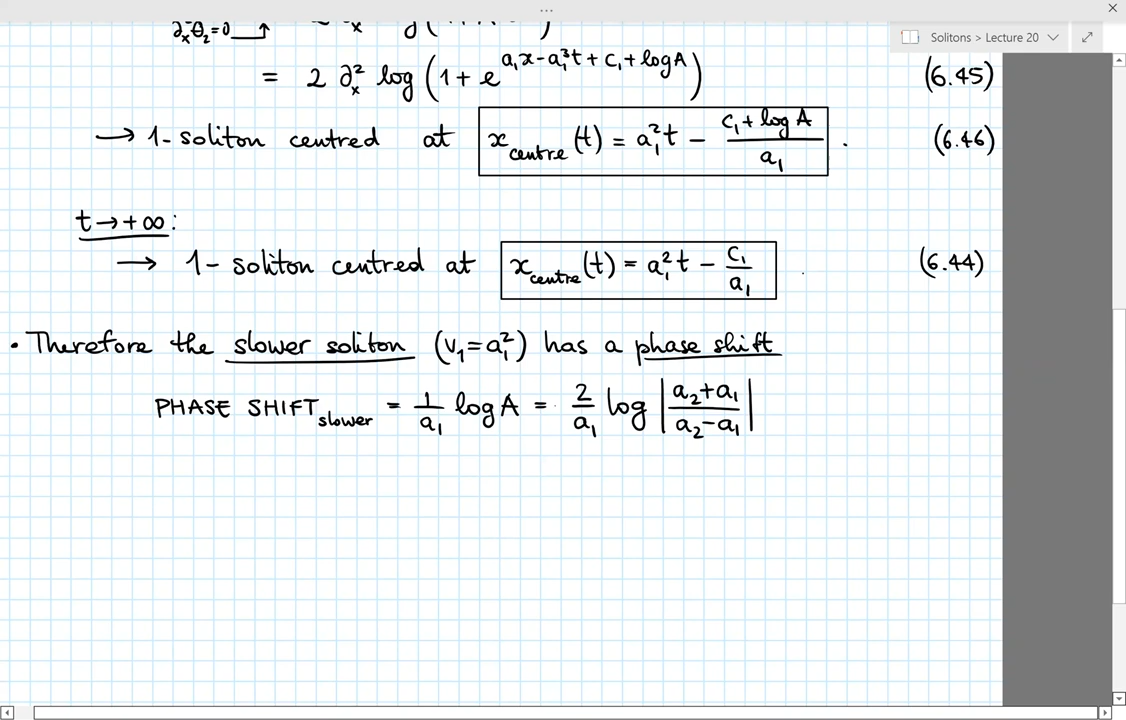 Solitons > Lecture 20
∂ₓθ₂=0
= 2 ∂ₓ² log (1 + e^{a₁x − a₁³t + c₁ + log A}) (6.45)
→ 1-soliton centred at x_centre(t) = a₁²t − (c₁ + log A)/a₁ . (6.46)
t → +∞:
→ 1-soliton centred at x_centre(t) = a₁²t − c₁/a₁ (6.44)
• Therefore the slower soliton (v₁=a₁²) has a phase shift
PHASE SHIFT_slower = 1/a₁ log A = 2/a₁ log |(a₂+a₁)/(a₂−a₁)|